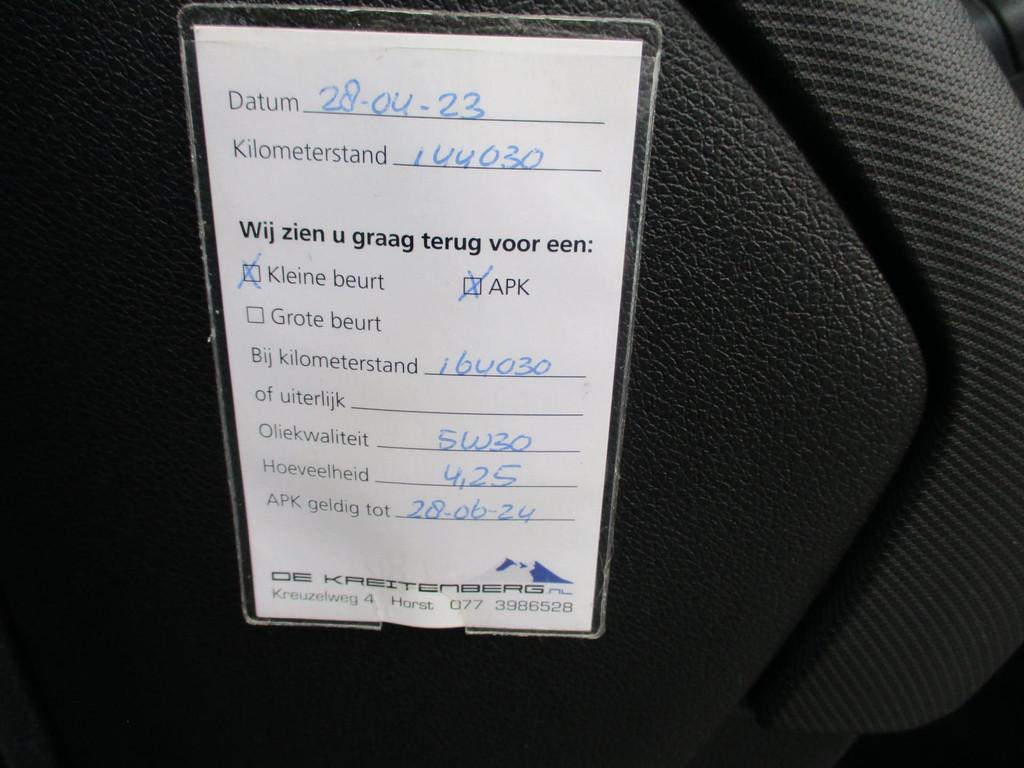 Datum 28-04-23
Kilometerstand 144030
Wij zien u graag terug voor een:
Kleine beurt APK
Grote beurt
Bij kilometerstand 164030
of uiterlijk
Oliekwaliteit 5W30
Hoeveelheid 4,25
APK geldig tot 28-06-24
DE KREITENBERG.NL
Kreuzelweg 4 Horst 077 3986528